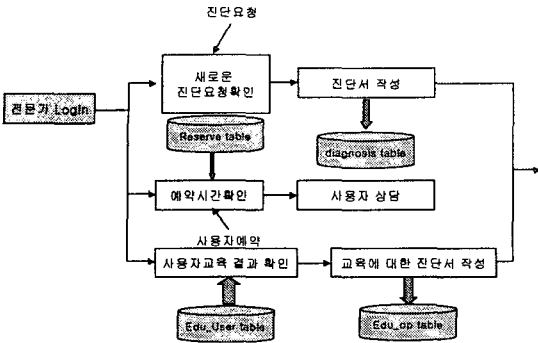 진단요청
새로운
진단요청확인
진단서 작성
전문가 Login
Reserve table
diagnosis table
예약시간확인
사용자 상담
사용자예약
사용자교육 결과 확인
교육에 대한 진단서 작성
Edu_User table
Edu_op table